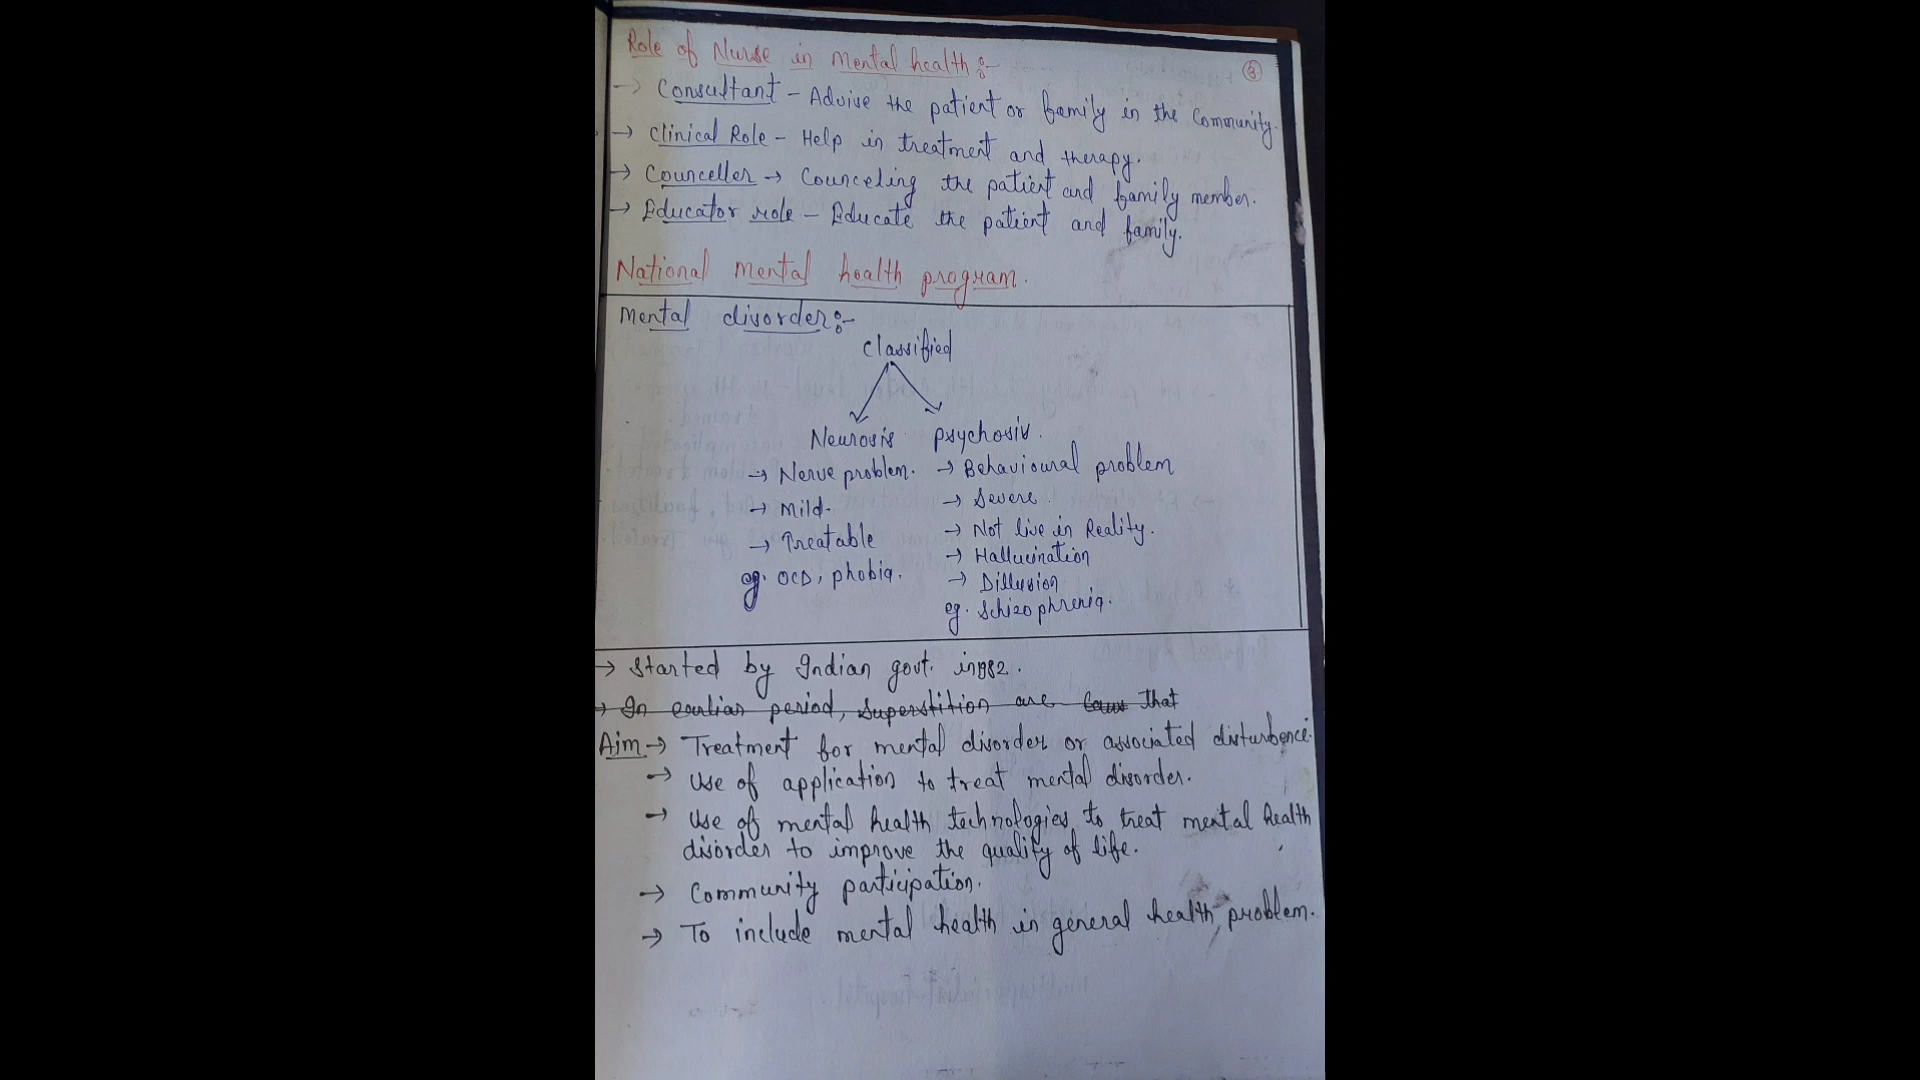 Role of Nurse in Mental health :-
③
→ Consultant - Advise the patient or family in the Community.
→ Clinical Role - Help in treatment and therapy.
→ Counceller → Counceling the patient and family member.
→ Educator role - Educate the patient and family.
National mental health program.
Mental disorder :-
Classified
Neurosis psychosis.
→ Nerve problem. → Behavioural problem
→ Mild. → Severe.
→ Treatable → Not live in Reality.
→ Hallucination
eg. OCD, phobia. → Dillusion
eg. Schizophrenia.
→ Started by Indian govt. in 1982.
→ In earlier period, superstition are that
Aim → Treatment for mental disorder or associated disturbence.
→ Use of application to treat mental disorder.
→ Use of mental health technologies to treat mental health
disorder to improve the quality of life.
→ Community participation.
→ To include mental health in general health problem.